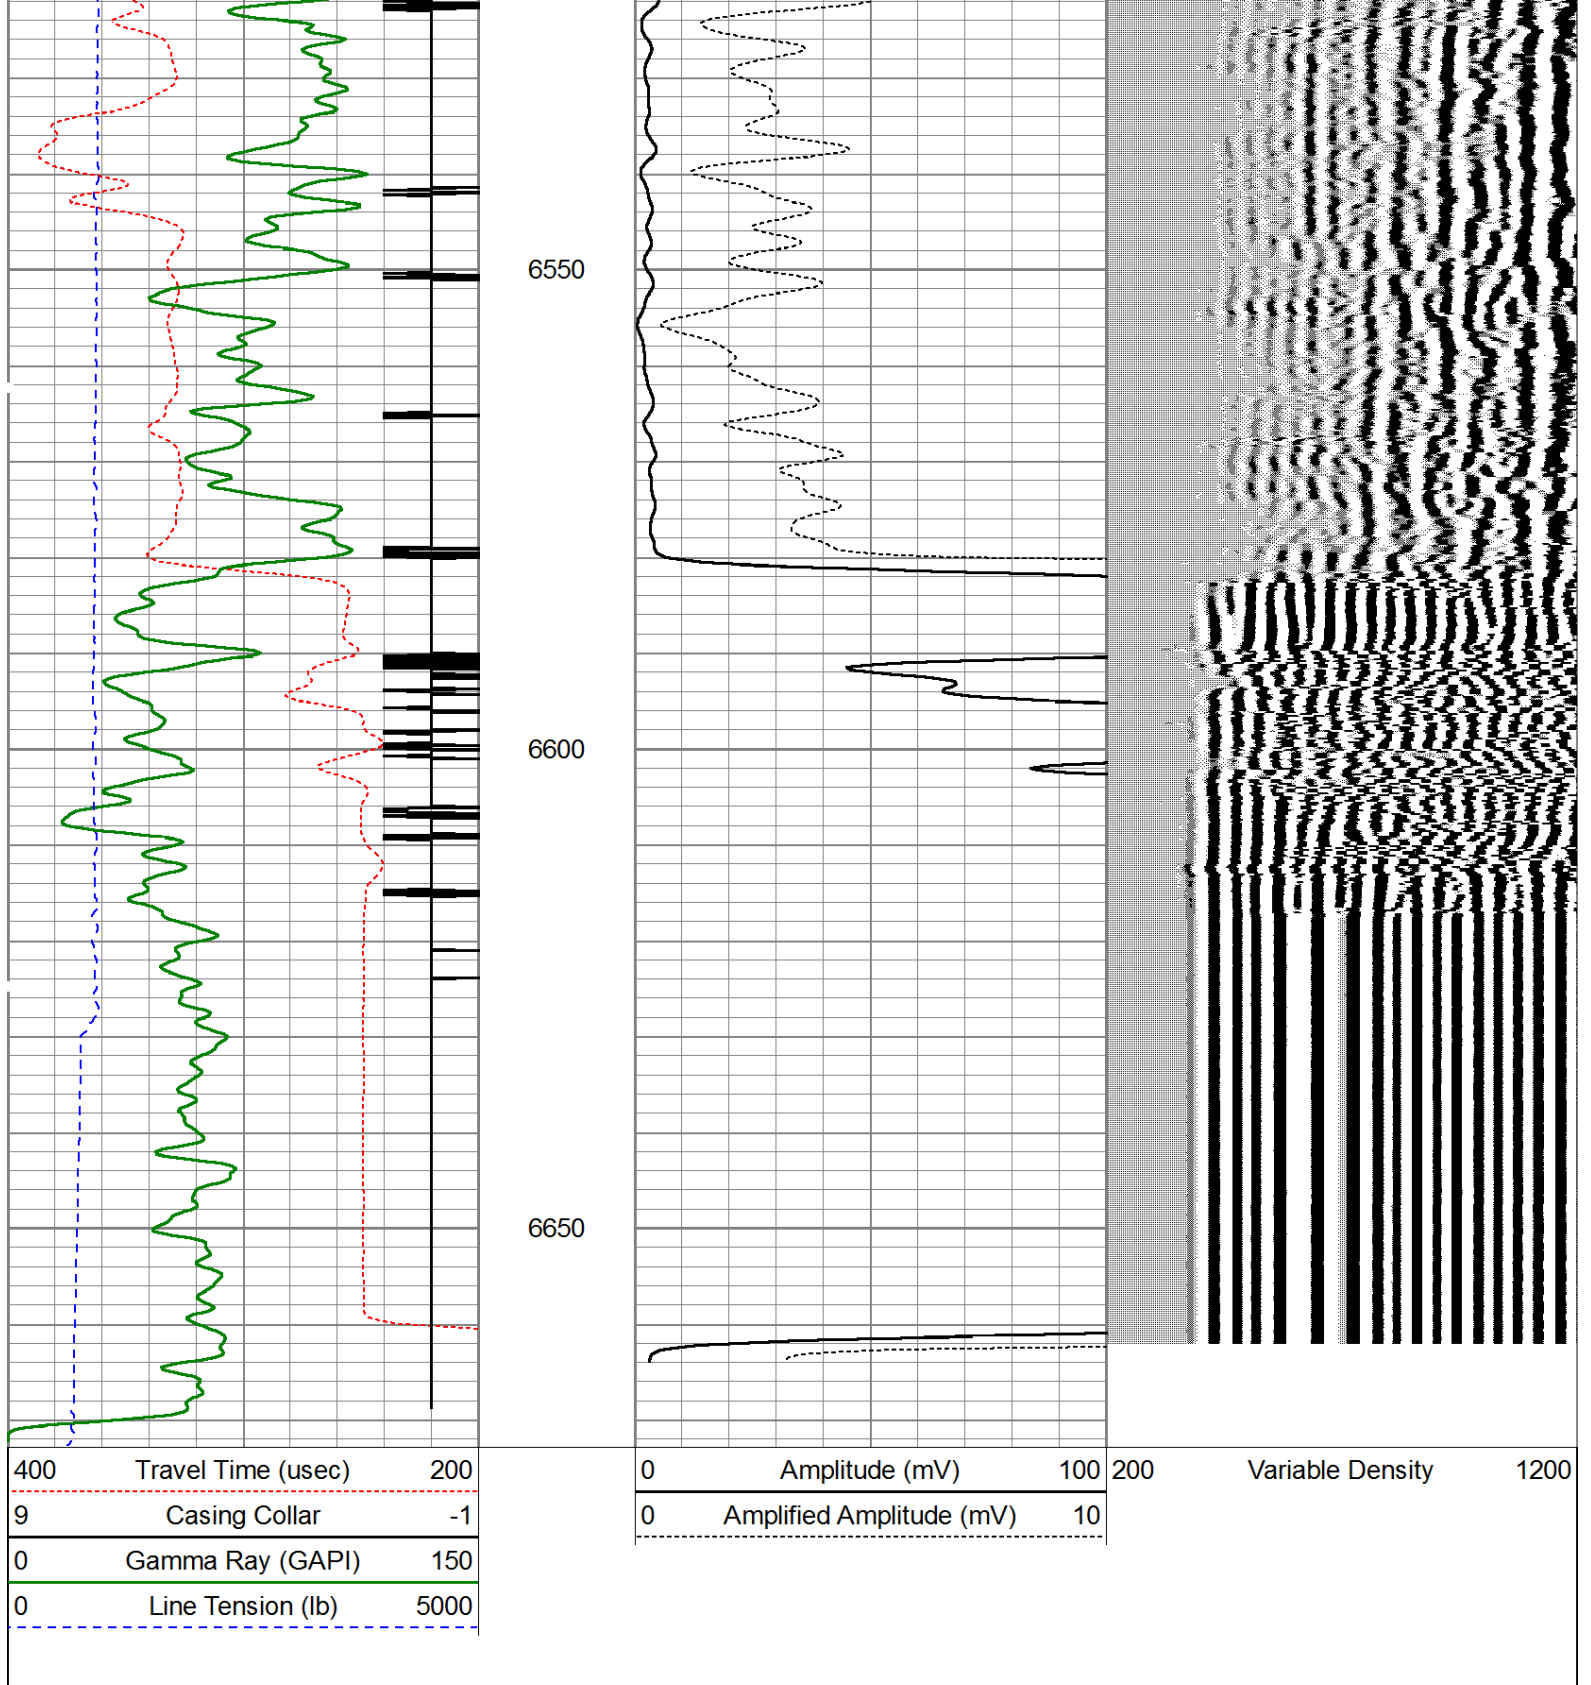 6550
6600
6650
400 Travel Time (usec) 200
9 Casing Collar -1
0 Gamma Ray (GAPI) 150
0 Line Tension (lb) 5000
0 Amplitude (mV) 100
0 Amplified Amplitude (mV) 10
200 Variable Density 1200